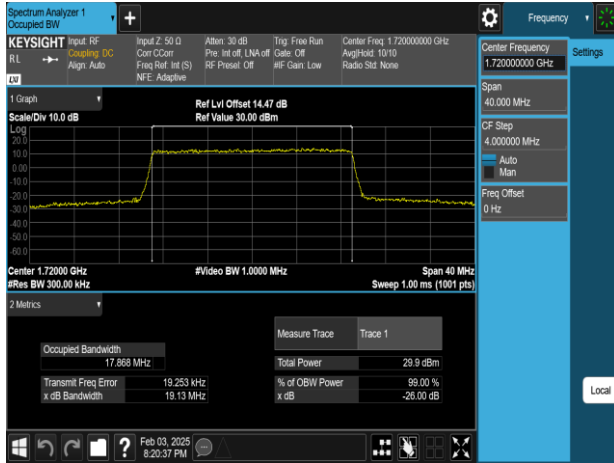 Spectrum Analyzer 1
Occupied BW
Frequency
KEYSIGHT
RL
LXI
Input: RF
Coupling: DC
Align: Auto
Input Z: 50 Ω
Corr CCorr
Freq Ref: Int (S)
NFE: Adaptive
Atten: 30 dB
Pre: Int off, LNA off
RF Preset: Off
Trig: Free Run
Gate: Off
#IF Gain: Low
Center Freq: 1.720000000 GHz
Avg|Hold: 10/10
Radio Std: None
Center Frequency
1.720000000 GHz
Settings
Span
40.000 MHz
CF Step
4.000000 MHz
Auto
Man
Freq Offset
0 Hz
Local
1 Graph
Scale/Div 10.0 dB
Ref Lvl Offset 14.47 dB
Ref Value 30.00 dBm
Log
20.0
10.0
0.00
-10.0
-20.0
-30.0
-40.0
-50.0
-60.0
Center 1.72000 GHz
#Video BW 1.0000 MHz
Span 40 MHz
#Res BW 300.00 kHz
Sweep 1.00 ms (1001 pts)
2 Metrics
Measure Trace
Trace 1
Occupied Bandwidth
17.868 MHz
Total Power
29.9 dBm
Transmit Freq Error
19.253 kHz
% of OBW Power
99.00 %
x dB Bandwidth
19.13 MHz
x dB
-26.00 dB
Feb 03, 2025
8:20:37 PM